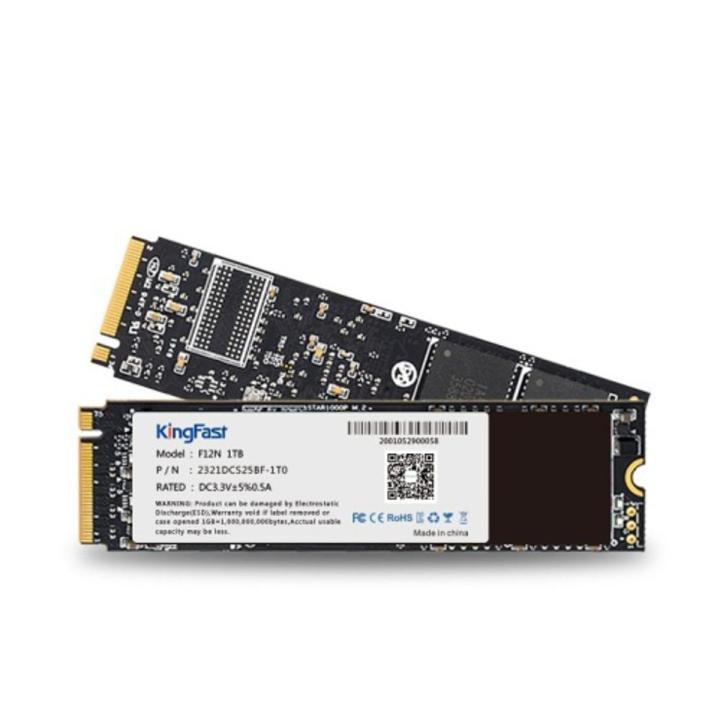 STAR1000P M.2
KingFast
Model : F12N 1TB
P / N : 2321DCS25BF-1T0
RATED : DC3.3V±5%0.5A
WARNING: Product can be damaged by Electrostatic
Discharge(ESD),Warranty void if label removed or
case opened 1GB=1,000,000,000bytes,Acctual usable
capacity may be less.
2001052900058
FC CE RoHS
Made in china